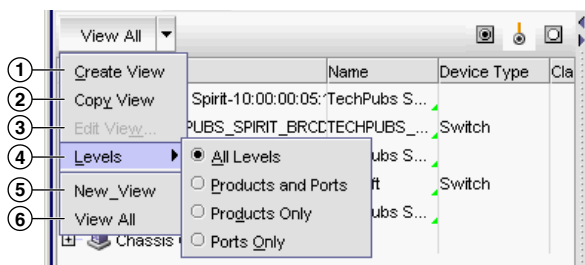 View All
Name Device Type Cla
1 Create View
2 Copy View
Spirit-10:00:00:05: TechPubs S...
3 Edit View...
PUBS_SPIRIT_BRCD TECHPUBS_... Switch
4 Levels
All Levels
ubs S...
Products and Ports
ft Switch
5 New_View
Products Only
ubs S...
6 View All
Ports Only
Chassis